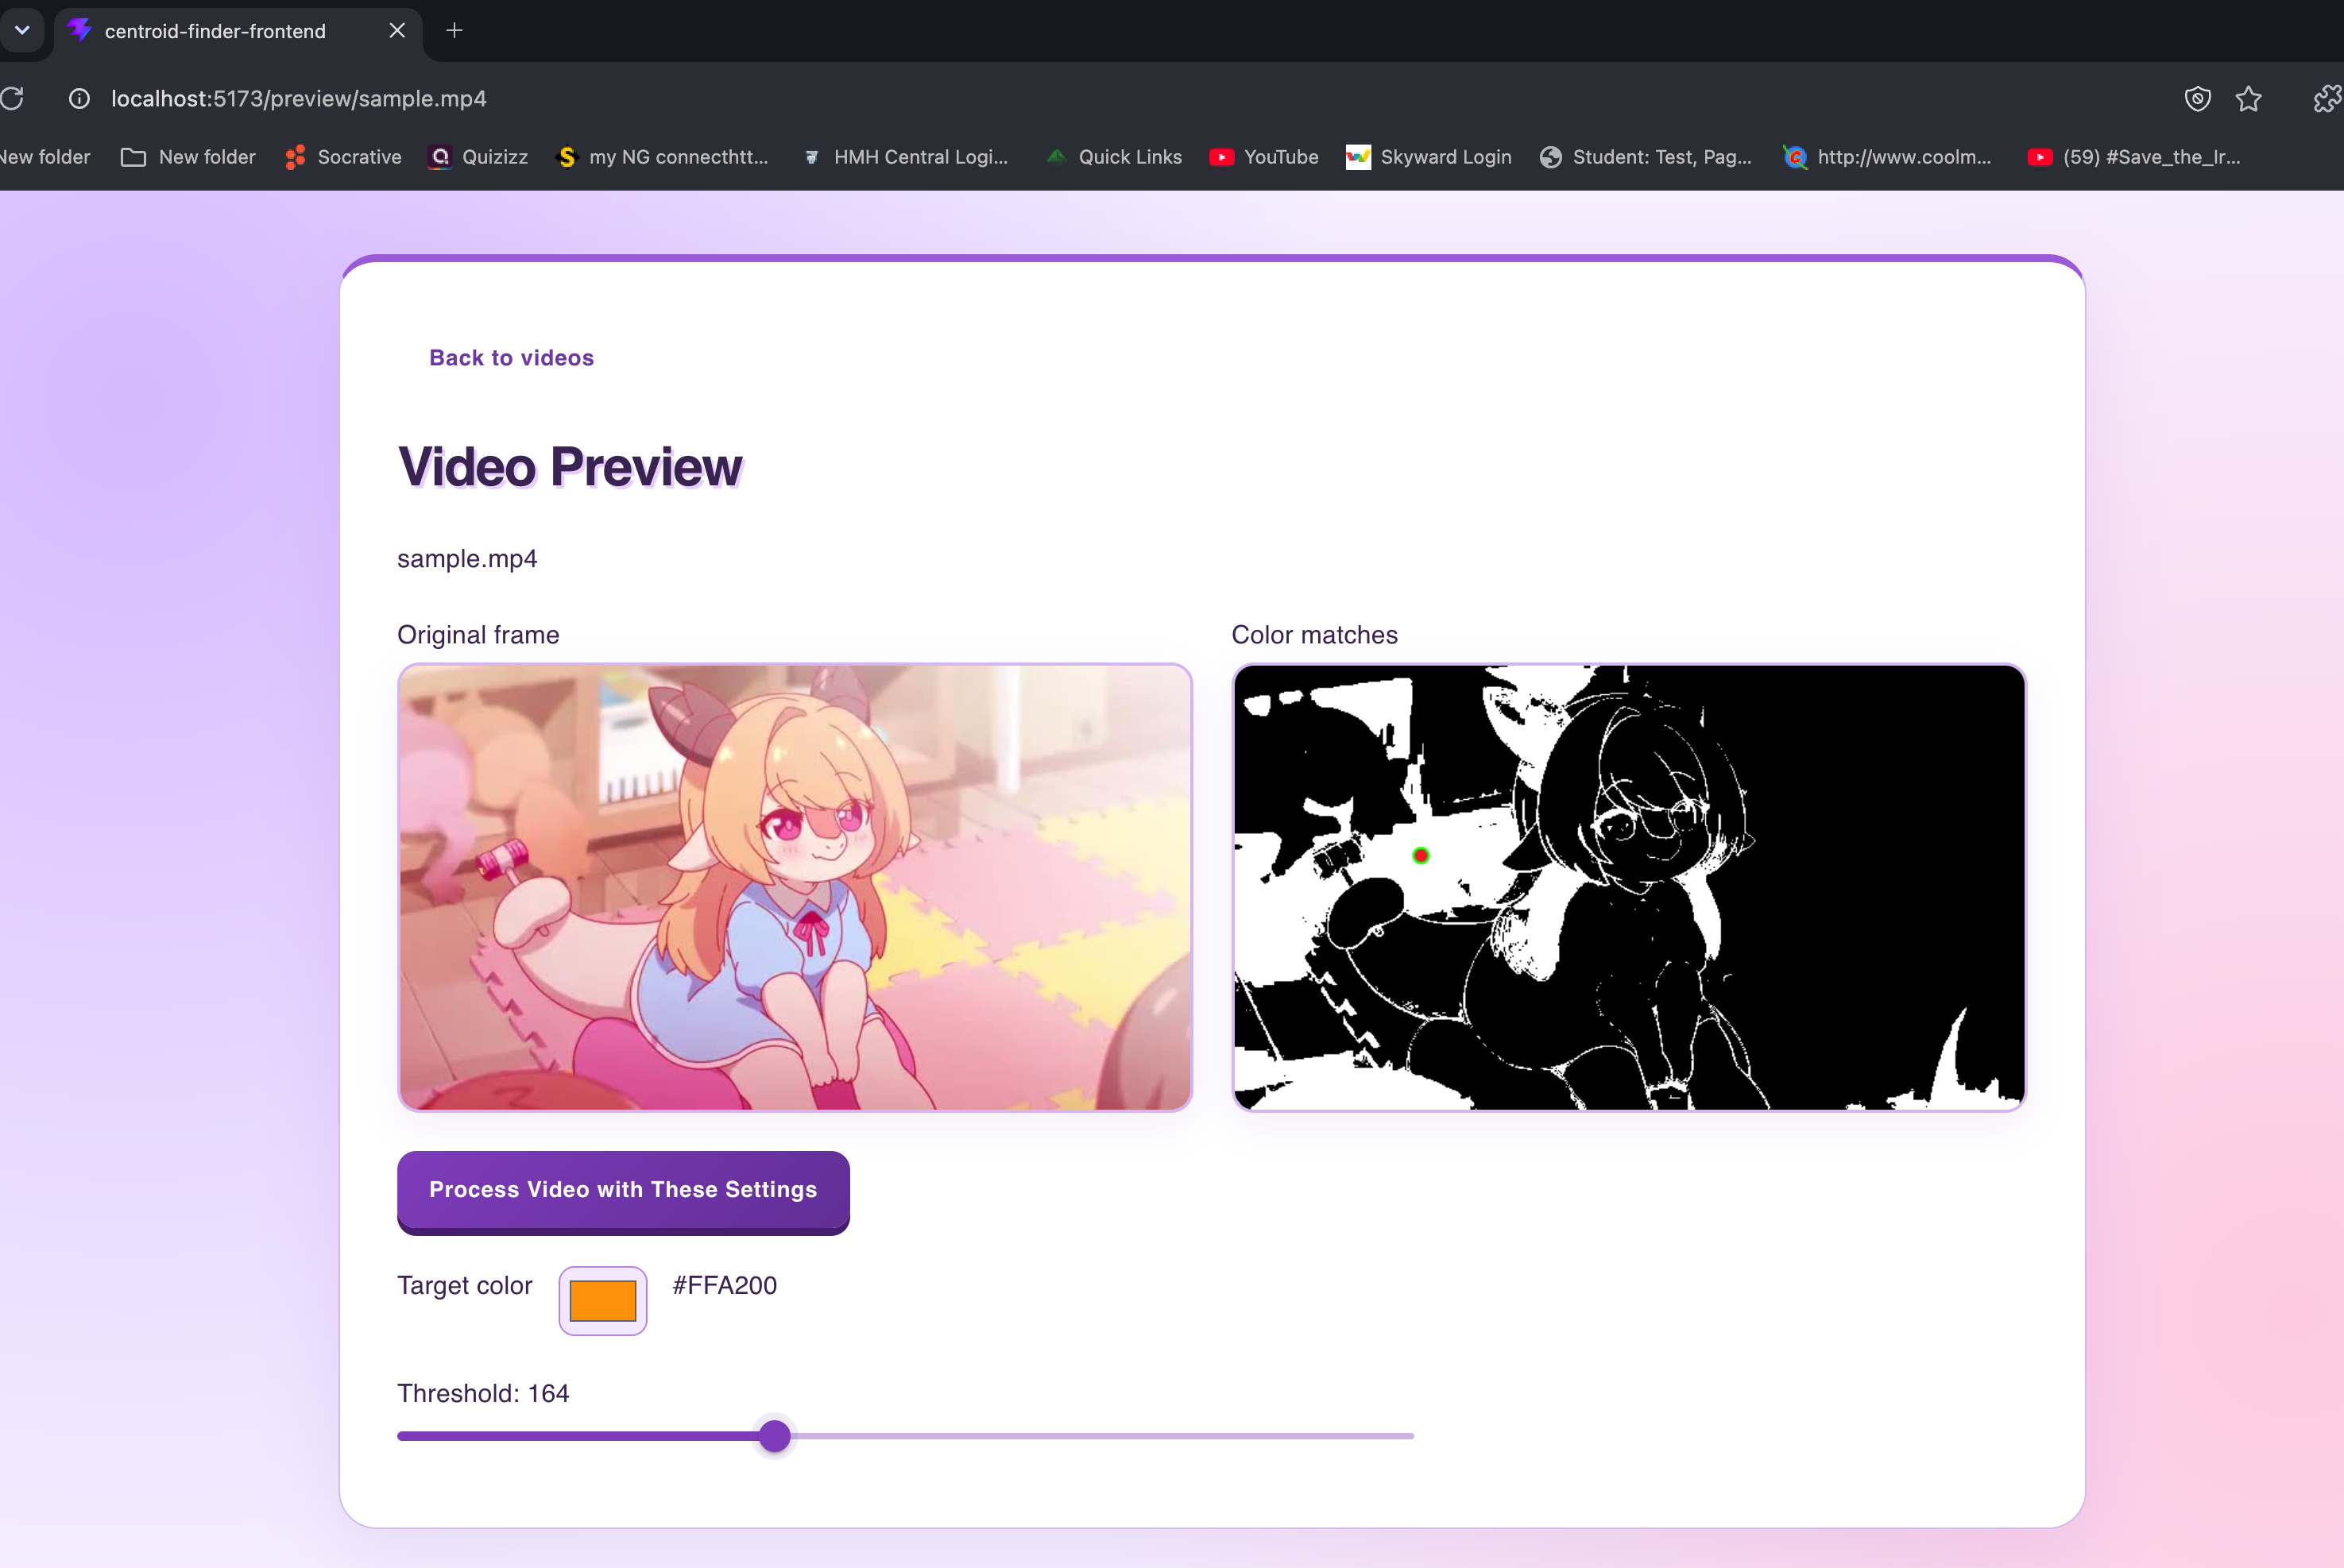 centroid-finder-frontend
localhost:5173/preview/sample.mp4
New folder
New folder
Socrative
Quizizz
my NG connecthtt...
HMH Central Logi...
Quick Links
YouTube
Skyward Login
Student: Test, Pag...
http://www.coolm...
(59) #Save_the_Ir...
Back to videos
Video Preview
sample.mp4
Original frame
Color matches
Process Video with These Settings
Target color
#FFA200
Threshold: 164